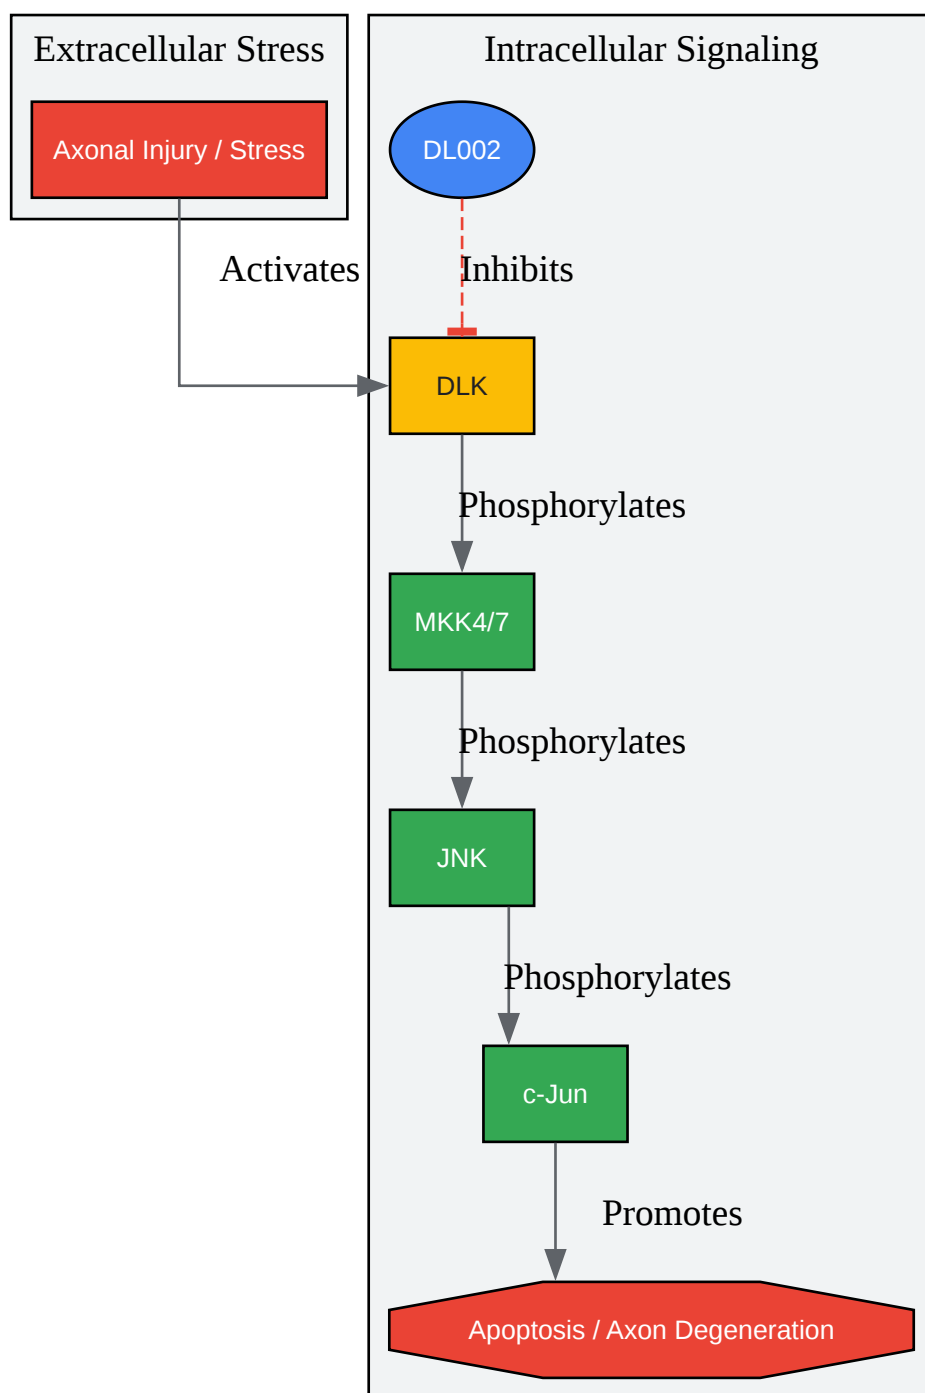 Extracellular Stress
Intracellular Signaling
Axonal Injury / Stress
DL002
Activates
Inhibits
DLK
Phosphorylates
MKK4/7
Phosphorylates
JNK
Phosphorylates
c-Jun
Promotes
Apoptosis / Axon Degeneration